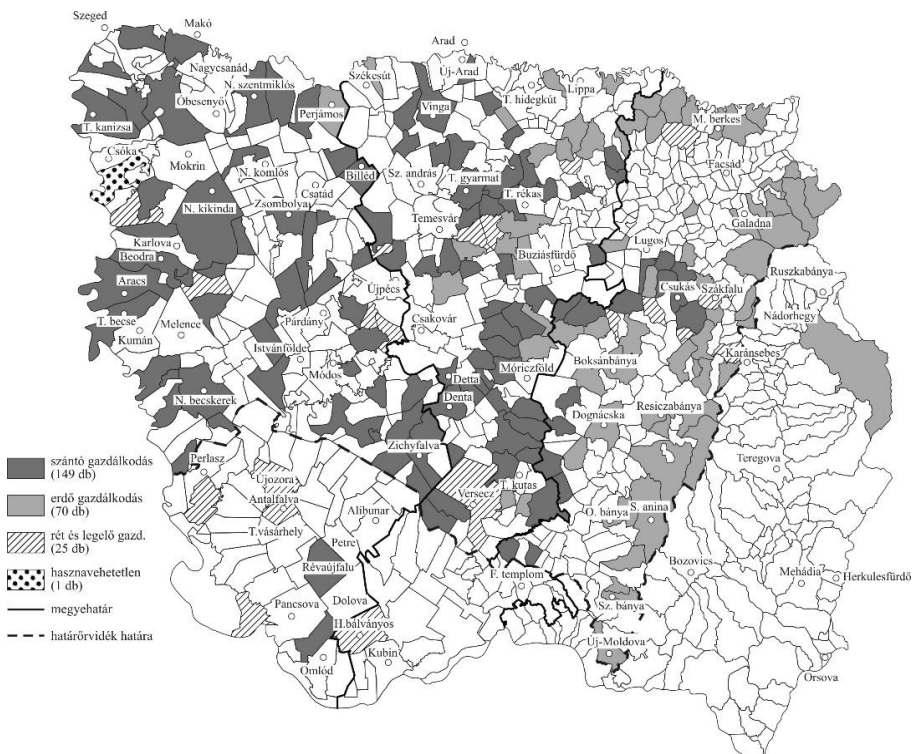 Szeged
Makó
Arad
Nagycsanád
Székesút
Új-Arad
N. szentmiklós
T. hidegkút
Lippa
Óbesenyő
Perjámos
Vinga
M. berkes
T. kanizsa
Csóka
Mokrin
N. komlós
Billéd
Sz. andrás
T. gyarmat
Facsád
N. kikinda
Csatád
T. rékas
Zsombolya
Temesvár
Galadna
Karlova
Lugos
Beodra
Buziásfürdő
Ruszkabánya
Aracs
Újpécs
Csukás
Szákfalu
T. becse
Párdány
Csakovár
Nádorhegy
Kumán
Melence
Istvánfölde
Karánsebes
Módos
Móriczföld
Boksánbánya
Detta
N. becskerek
Denta
Dognácska
Resiczabánya
Zichyfalva
Perlasz
Teregova
Újozora
Versecz
T. kutas
Antalfalva
Alibunar
O. bánya
S. anina
T.vásárhely
Petre
Révaújfalu
Bozovics
Mehádia
Herkulesfürdő
F. templom
Pancsova
Dolova
Sz. bánya
H.bálványos
Új-Moldova
Omlód
Kubin
Orsova
szántó gazdálkodás
(149 db)
erdő gazdálkodás
(70 db)
rét és legelő gazd.
(25 db)
hasznavehetetlen
(1 db)
megyehatár
határőrvidék határa